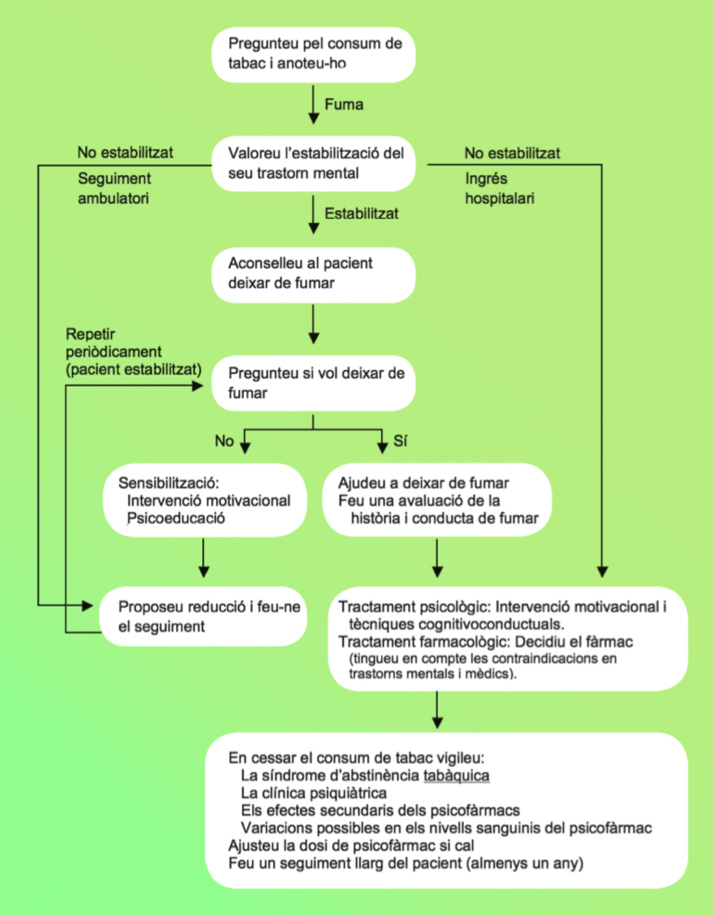 Pregunteu pel consum de
tabac i anoteu-ho
Fuma
No estabilitzat
Seguiment
ambulatori
Valoreu l'estabilització del
seu trastorn mental
No estabilitzat
Ingrés
hospitalari
Estabilitzat
Aconselleu al pacient
deixar de fumar
Repetir
periòdicament
(pacient estabilitzat)
Pregunteu si vol deixar de
fumar
No
Sí
Sensibilització:
Intervenció motivacional
Psicoeducació
Ajudeu a deixar de fumar
Feu una avaluació de la
història i conducta de fumar
Proposeu reducció i feu-ne
el seguiment
Tractament psicològic: Intervenció motivacional i
tècniques cognitivoconductuals.
Tractament farmacològic: Decidiu el fàrmac
(tingueu en compte les contraindicacions en
trastorns mentals i mèdics).
En cessar el consum de tabac vigileu:
La síndrome d'abstinència tabàquica
La clínica psiquiàtrica
Els efectes secundaris dels psicofàrmacs
Variacions possibles en els nivells sanguinis del psicofàrmac
Ajusteu la dosi de psicofàrmac si cal
Feu un seguiment llarg del pacient (almenys un any)